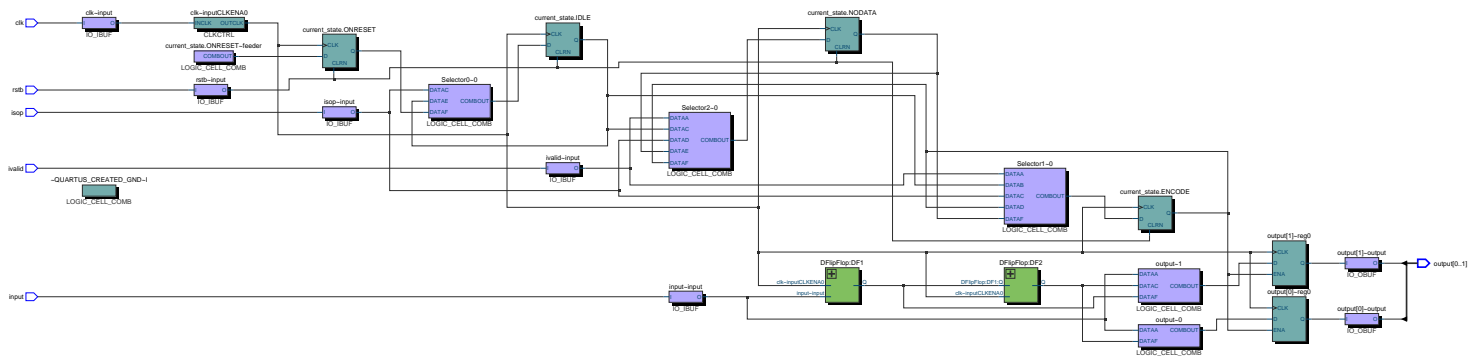 clk
clk~input
I
O
IO_IBUF
clk~inputCLKENA0
INCLK
OUTCLK
CLKCTRL
current_state.ONRESET~feeder
COMBOUT
LOGIC_CELL_COMB
current_state.ONRESET
CLK
D
Q
CLRN
rstb
rstb~input
I
O
IO_IBUF
isop
isop~input
I
O
IO_IBUF
Selector0~0
DATAC
DATAE
DATAF
COMBOUT
LOGIC_CELL_COMB
current_state.IDLE
CLK
D
Q
CLRN
Selector2~0
DATAA
DATAC
DATAD
DATAE
DATAF
COMBOUT
LOGIC_CELL_COMB
current_state.NODATA
CLK
D
Q
CLRN
ivalid
ivalid~input
I
O
IO_IBUF
~QUARTUS_CREATED_GND~I
LOGIC_CELL_COMB
Selector1~0
DATAA
DATAB
DATAC
DATAD
DATAF
COMBOUT
LOGIC_CELL_COMB
current_state.ENCODE
CLK
D
Q
CLRN
input
input~input
I
O
IO_IBUF
DFlipFlop:DF1
clk~inputCLKENA0
input~input
Q
DFlipFlop:DF2
DFlipFlop:DF1:Q
clk~inputCLKENA0
Q
output~1
DATAA
DATAC
DATAF
COMBOUT
LOGIC_CELL_COMB
output~0
DATAA
DATAF
COMBOUT
LOGIC_CELL_COMB
output[1]~reg0
CLK
D
ENA
Q
output[0]~reg0
CLK
D
ENA
Q
output[1]~output
I
O
IO_OBUF
output[0]~output
I
O
IO_OBUF
output[0..1]